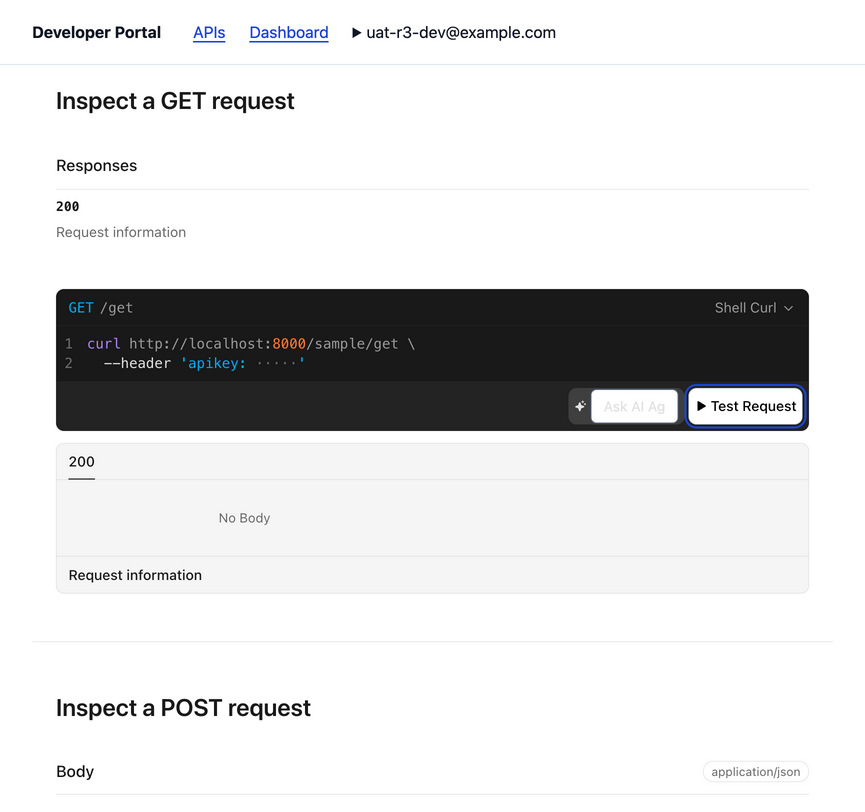 Developer Portal APIs Dashboard ▶ uat-r3-dev@example.com
Inspect a GET request
Responses
200
Request information
GET /get Shell Curl
1 curl http://localhost:8000/sample/get \
2 --header 'apikey: ·····'
Ask AI Ag ▶ Test Request
200
No Body
Request information
Inspect a POST request
Body application/json